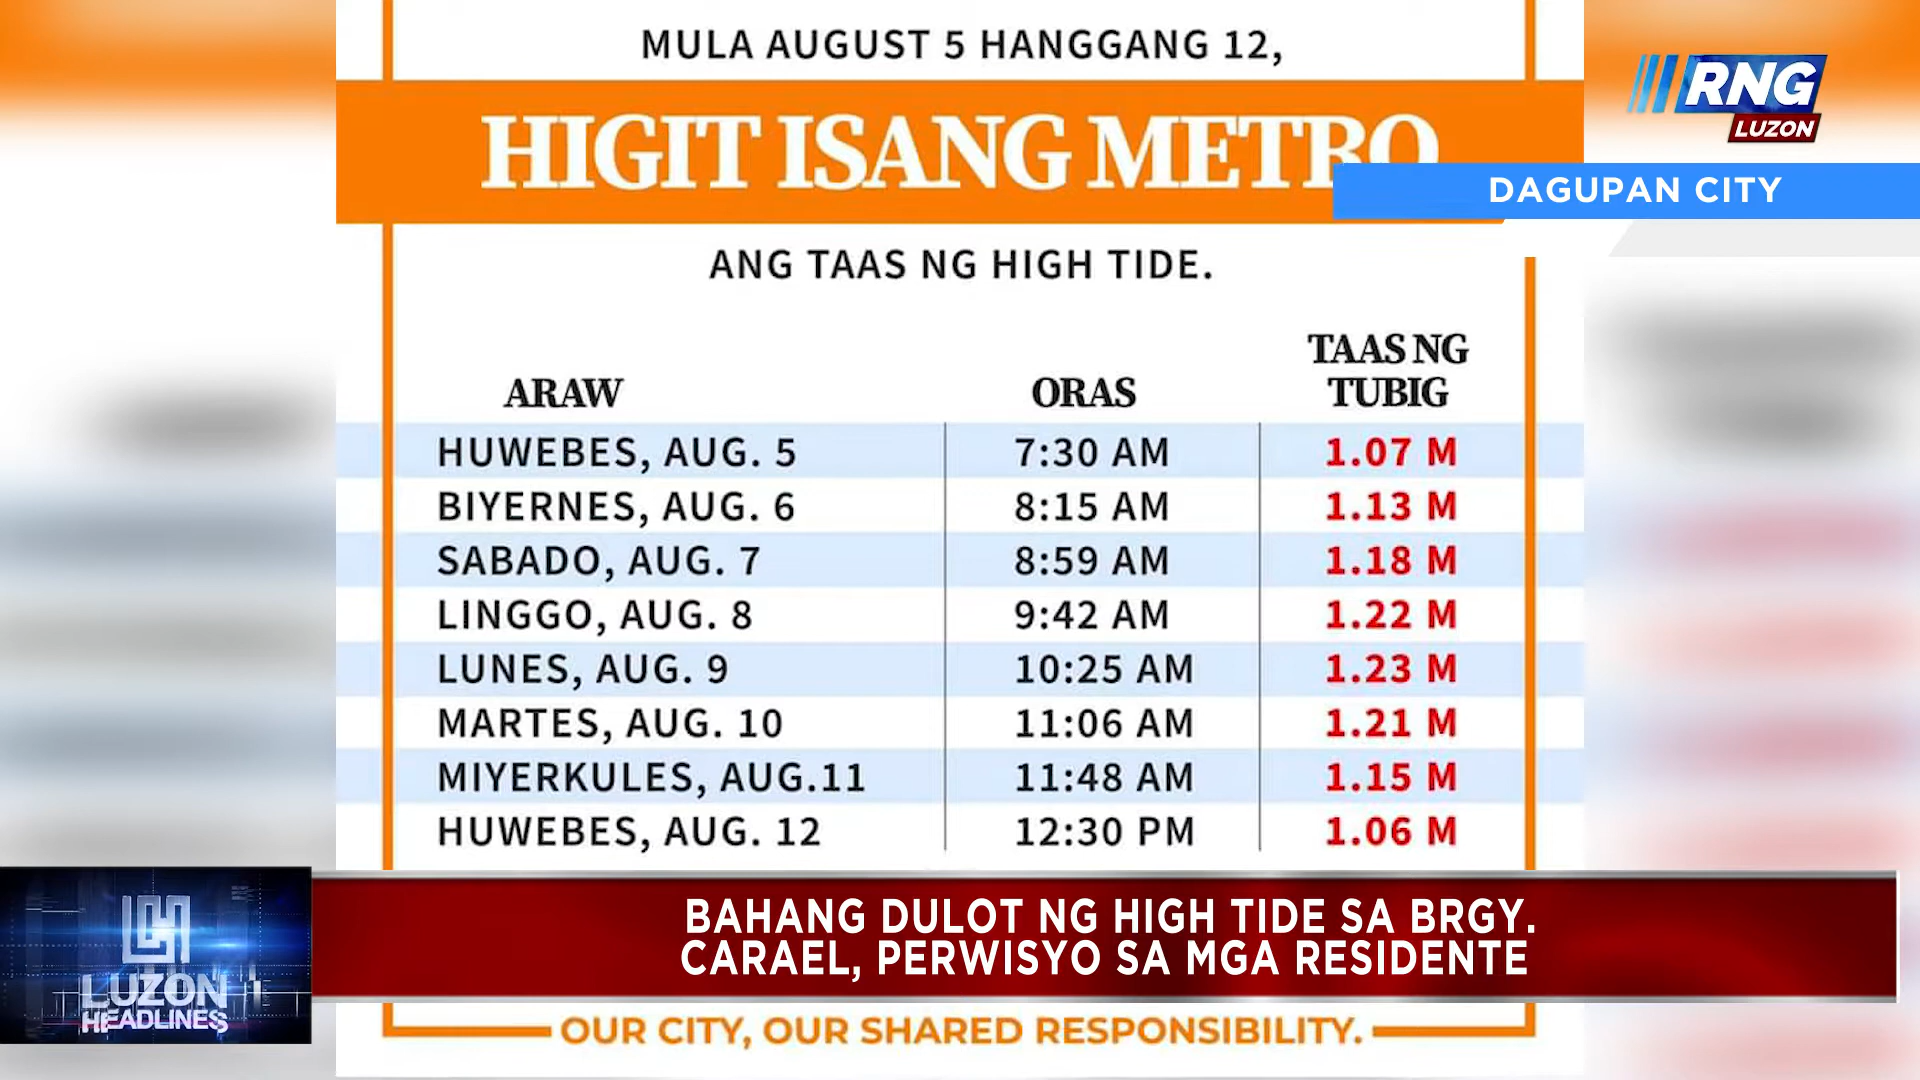 MULA AUGUST 5 HANGGANG 12,
HIGIT ISANG METRO
ANG TAAS NG HIGH TIDE.
RNG
LUZON
DAGUPAN CITY
ARAW ORAS TAAS NG TUBIG
HUWEBES, AUG. 5 7:30 AM 1.07 M
BIYERNES, AUG. 6 8:15 AM 1.13 M
SABADO, AUG. 7 8:59 AM 1.18 M
LINGGO, AUG. 8 9:42 AM 1.22 M
LUNES, AUG. 9 10:25 AM 1.23 M
MARTES, AUG. 10 11:06 AM 1.21 M
MIYERKULES, AUG.11 11:48 AM 1.15 M
HUWEBES, AUG. 12 12:30 PM 1.06 M
BAHANG DULOT NG HIGH TIDE SA BRGY.
CARAEL, PERWISYO SA MGA RESIDENTE
LUZON
HEADLINES
OUR CITY, OUR SHARED RESPONSIBILITY.